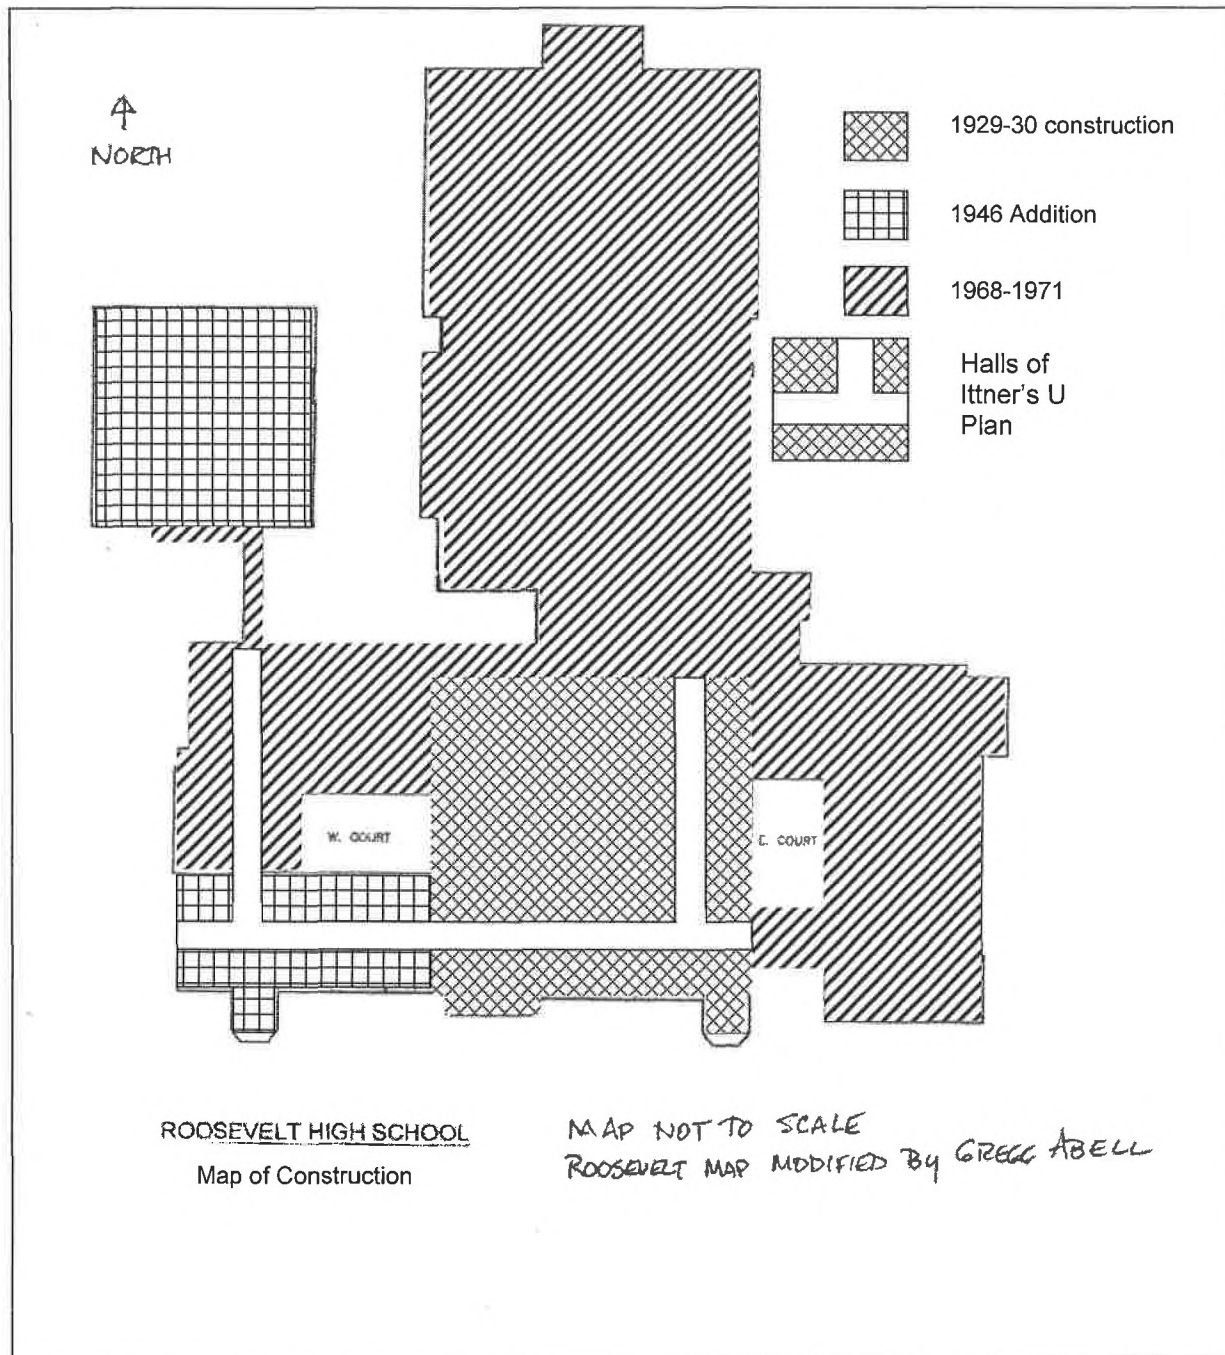 NORTH
1929-30 construction
1946 Addition
1968-1971
Halls of
Ittner's U
Plan
W. COURT
E. COURT
ROOSEVELT HIGH SCHOOL
Map of Construction
MAP NOT TO SCALE
ROOSEVELT MAP MODIFIED By GREGG ABELL